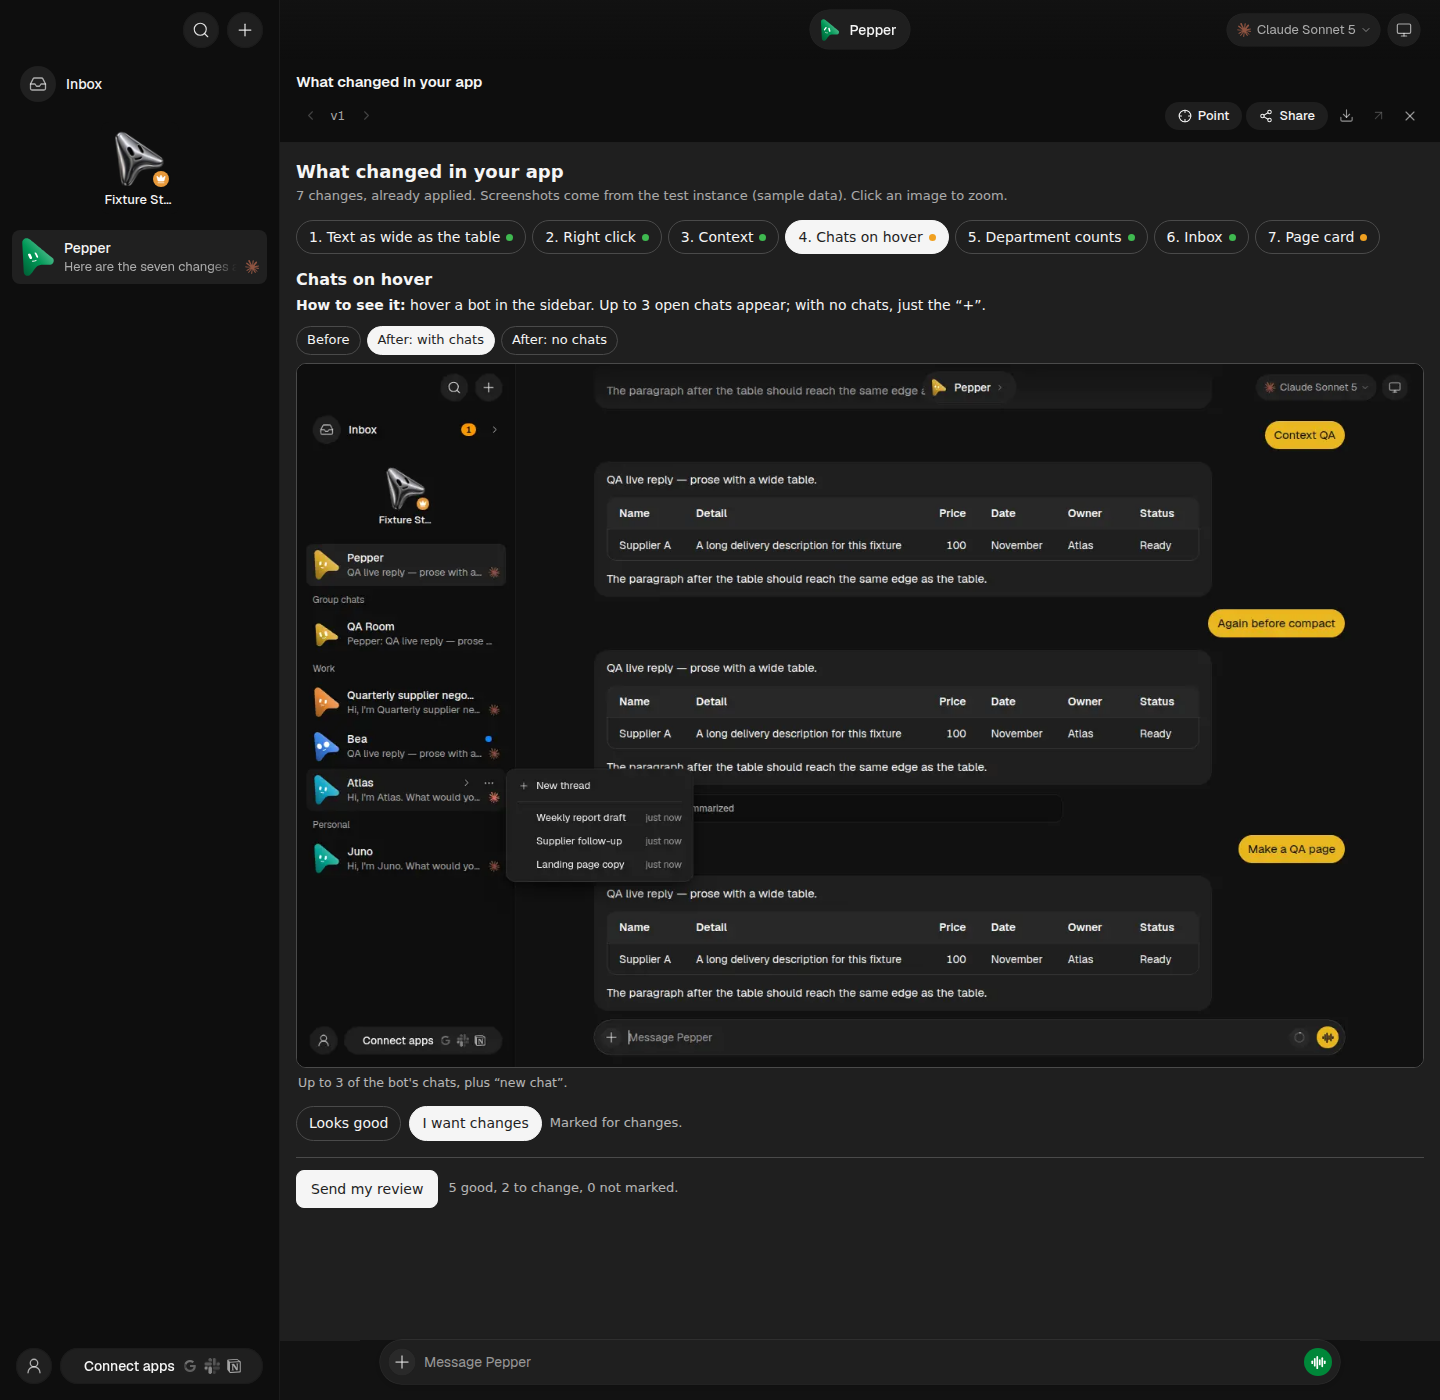 Pepper
Claude Sonnet 5
Inbox
Fixture St...
Pepper
Here are the seven changes
What changed in your app
v1
Point
Share
What changed in your app
7 changes, already applied. Screenshots come from the test instance (sample data). Click an image to zoom.
1. Text as wide as the table
2. Right click
3. Context
4. Chats on hover
5. Department counts
6. Inbox
7. Page card
Chats on hover
How to see it: hover a bot in the sidebar. Up to 3 open chats appear; with no chats, just the “+”.
Before
After: with chats
After: no chats
Inbox
1
Fixture St...
Pepper
QA live reply — prose with a...
Group chats
QA Room
Pepper: QA live reply — prose ...
Work
Quarterly supplier nego...
Hi, I'm Quarterly supplier ne...
Bea
QA live reply — prose with a...
Atlas
Hi, I'm Atlas. What would yo...
Personal
Juno
Hi, I'm Juno. What would yo...
Connect apps
New thread
Weekly report draft just now
Supplier follow-up just now
Landing page copy just now
The paragraph after the table should reach the same edge
Pepper
Claude Sonnet 5
Context QA
QA live reply — prose with a wide table.
Name Detail Price Date Owner Status
Supplier A A long delivery description for this fixture 100 November Atlas Ready
The paragraph after the table should reach the same edge as the table.
Again before compact
QA live reply — prose with a wide table.
Name Detail Price Date Owner Status
Supplier A A long delivery description for this fixture 100 November Atlas Ready
The paragraph after the table should reach the same edge as the table.
mmarized
Make a QA page
QA live reply — prose with a wide table.
Name Detail Price Date Owner Status
Supplier A A long delivery description for this fixture 100 November Atlas Ready
The paragraph after the table should reach the same edge as the table.
Message Pepper
Up to 3 of the bot's chats, plus “new chat”.
Looks good
I want changes
Marked for changes.
Send my review
5 good, 2 to change, 0 not marked.
Connect apps
Message Pepper